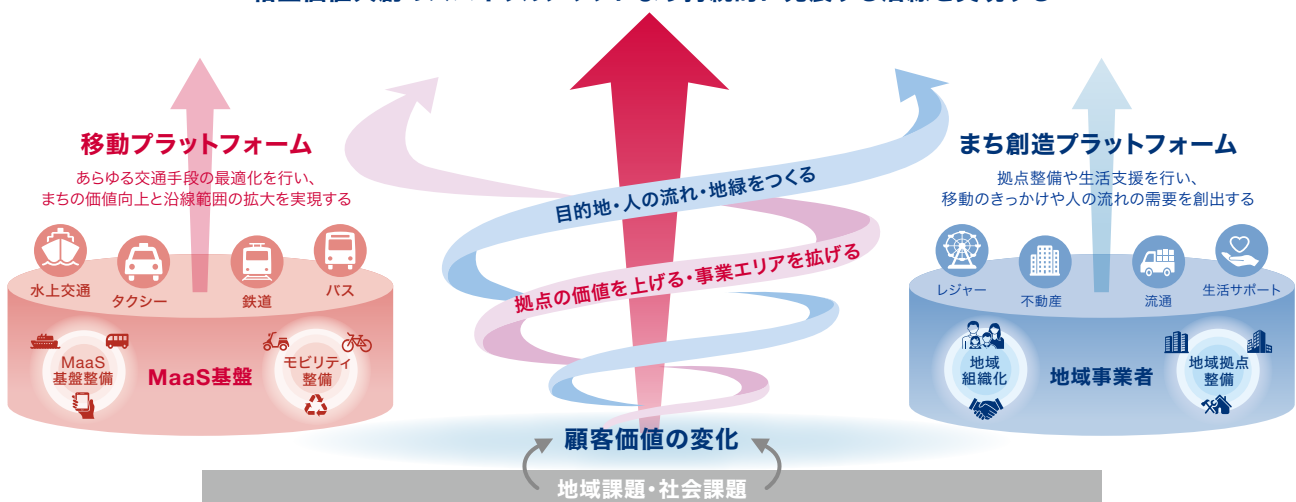 移動プラットフォーム
あらゆる交通手段の最適化を行い、
まちの価値向上と沿線範囲の拡大を実現する
水上交通
タクシー
鉄道
バス
MaaS
基盤整備
MaaS基盤
モビリティ
整備
目的地・人の流れ・地縁をつくる
拠点の価値を上げる・事業エリアを拡げる
まち創造プラットフォーム
拠点整備や生活支援を行い、
移動のきっかけや人の流れの需要を創出する
レジャー
不動産
流通
生活サポート
地域
組織化
地域事業者
地域拠点
整備
顧客価値の変化
地域課題・社会課題